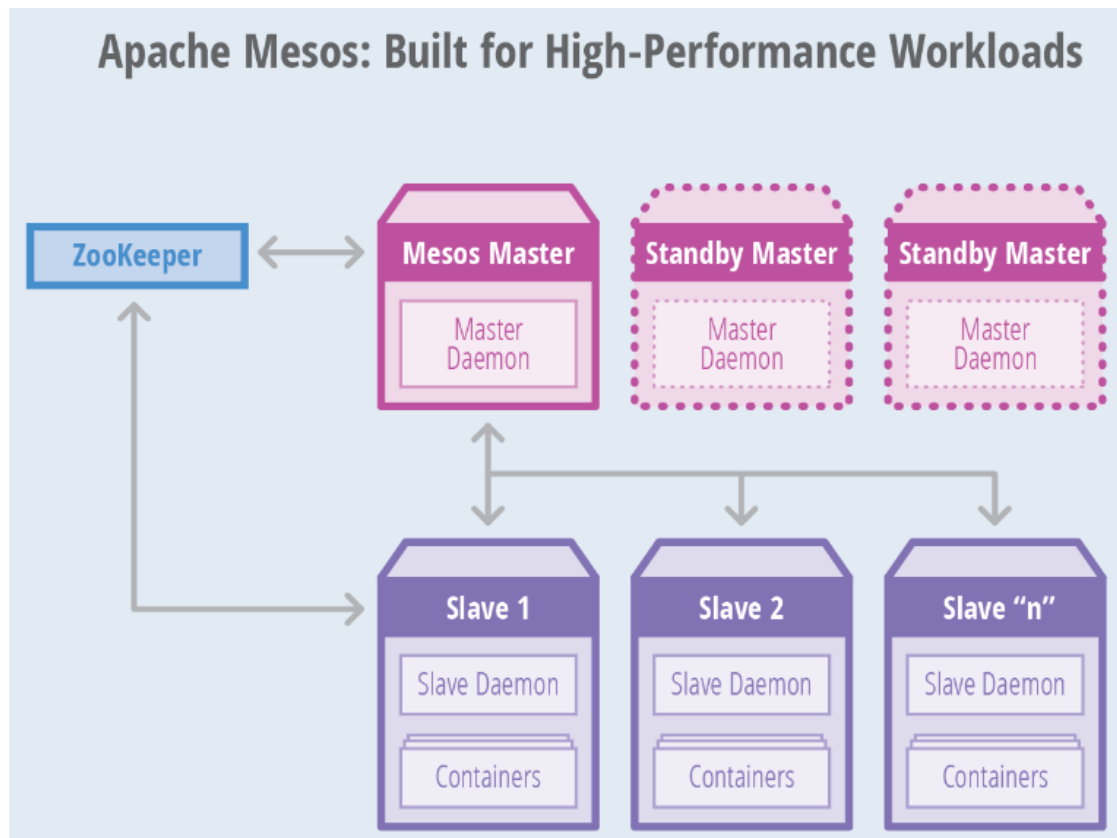 Apache Mesos: Built for High-Performance Workloads
ZooKeeper
Mesos Master
Standby Master
Standby Master
Master
Daemon
Master
Daemon
Master
Daemon
Slave 1
Slave 2
Slave “n”
Slave Daemon
Slave Daemon
Slave Daemon
Containers
Containers
Containers